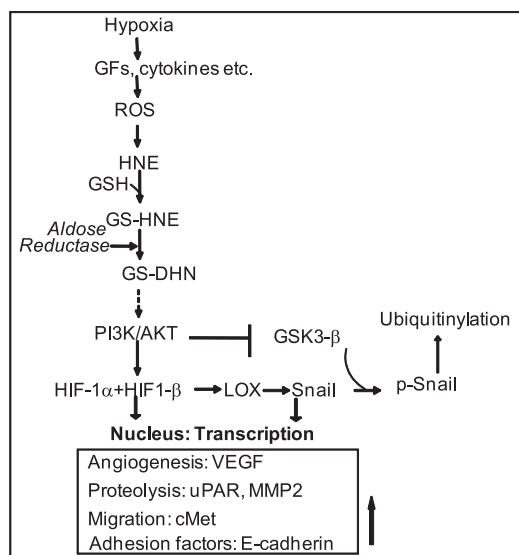 Hypoxia
GFs, cytokines etc.
ROS
HNE
GSH
GS-HNE
Aldose
Reductase
GS-DHN
PI3K/AKT
GSK3-β
Ubiquitinylation
HIF-1α+HIF1-β
LOX
Snail
p-Snail
Nucleus: Transcription
Angiogenesis: VEGF
Proteolysis: uPAR, MMP2
Migration: cMet
Adhesion factors: E-cadherin